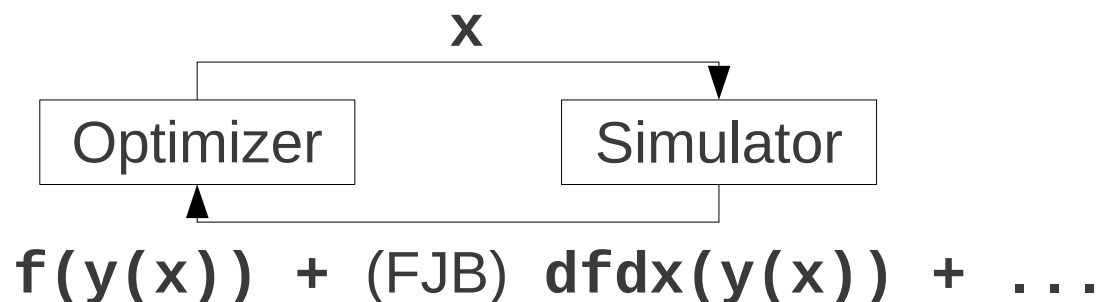 x
Optimizer
Simulator
f(y(x)) + (FJB) dfdx(y(x)) + ...